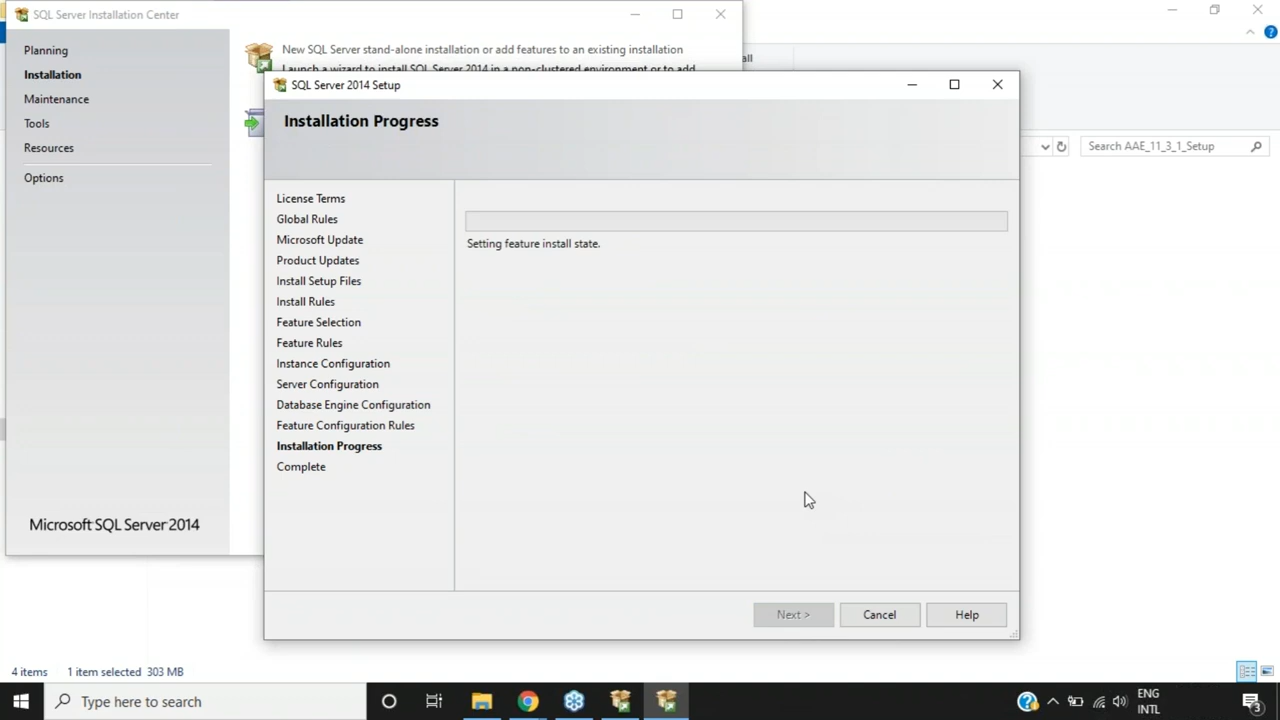 SQL Server Installation Center
Planning
Installation
Maintenance
Tools
Resources
Options
Microsoft SQL Server 2014
New SQL Server stand-alone installation or add features to an existing installation
Launch a wizard to install SQL Server 2014 in a non-clustered environment or to add
SQL Server 2014 Setup
Installation Progress
License Terms
Global Rules
Microsoft Update
Product Updates
Install Setup Files
Install Rules
Feature Selection
Feature Rules
Instance Configuration
Server Configuration
Database Engine Configuration
Feature Configuration Rules
Installation Progress
Complete
Setting feature install state.
Next >
Cancel
Help
Search AAE_11_3_1_Setup
4 items
1 item selected 303 MB
Type here to search
ENG
INTL
3